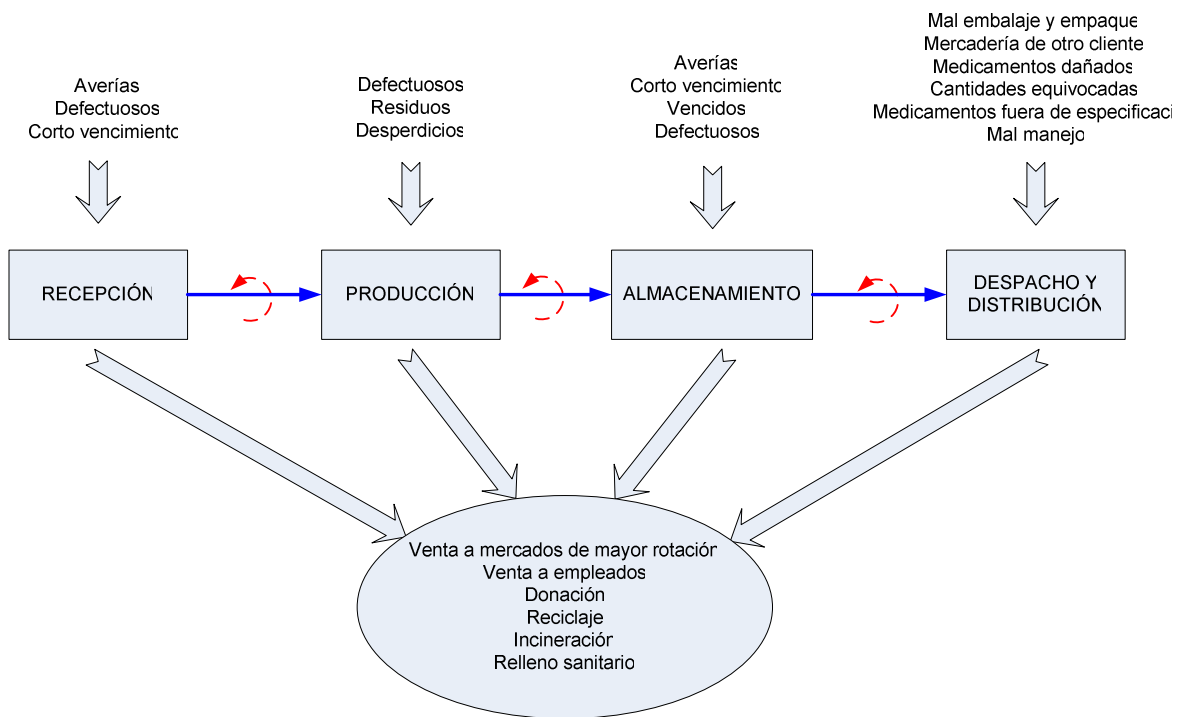 Averías
Defectuosos
Corto vencimiento
Defectuosos
Residuos
Desperdicios
Averías
Corto vencimiento
Vencidos
Defectuosos
Mal embalaje y empaque
Mercadería de otro cliente
Medicamentos dañados
Cantidades equivocadas
Medicamentos fuera de especificaci
Mal manejo
RECEPCIÓN
PRODUCCIÓN
ALMACENAMIENTO
DESPACHO Y
DISTRIBUCIÓN
Venta a mercados de mayor rotación
Venta a empleados
Donación
Reciclaje
Incineración
Relleno sanitario